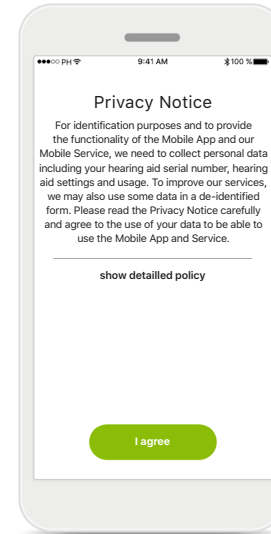 ●●●○○ PH 9:41 AM 100 %
Privacy Notice
For identification purposes and to provide
the functionality of the Mobile App and our
Mobile Service, we need to collect personal data
including your hearing aid serial number, hearing
aid settings and usage. To improve our services,
we may also use some data in a de-identified
form. Please read the Privacy Notice carefully
and agree to the use of your data to be able to
use the Mobile App and Service.
show detailled policy
I agree